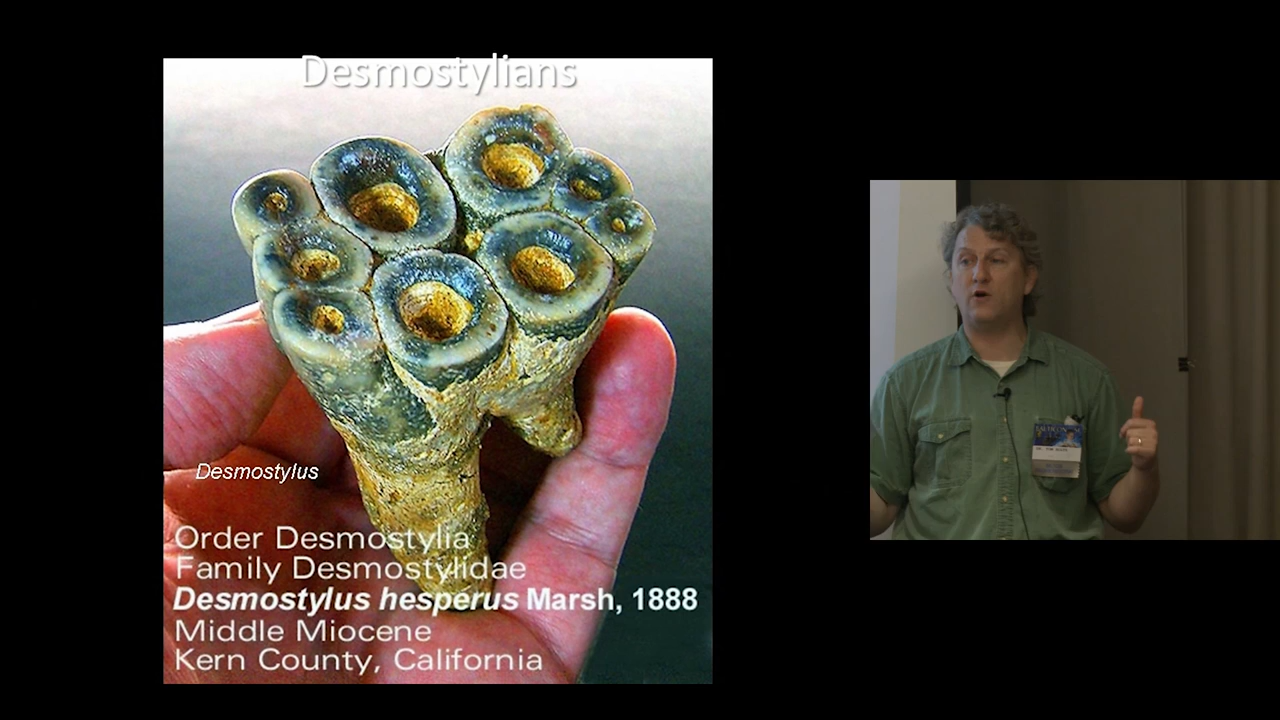 Desmostylians
Desmostylus
Order Desmostylia
Family Desmostylidae
Desmostylus hesperus Marsh, 1888
Middle Miocene
Kern County, California